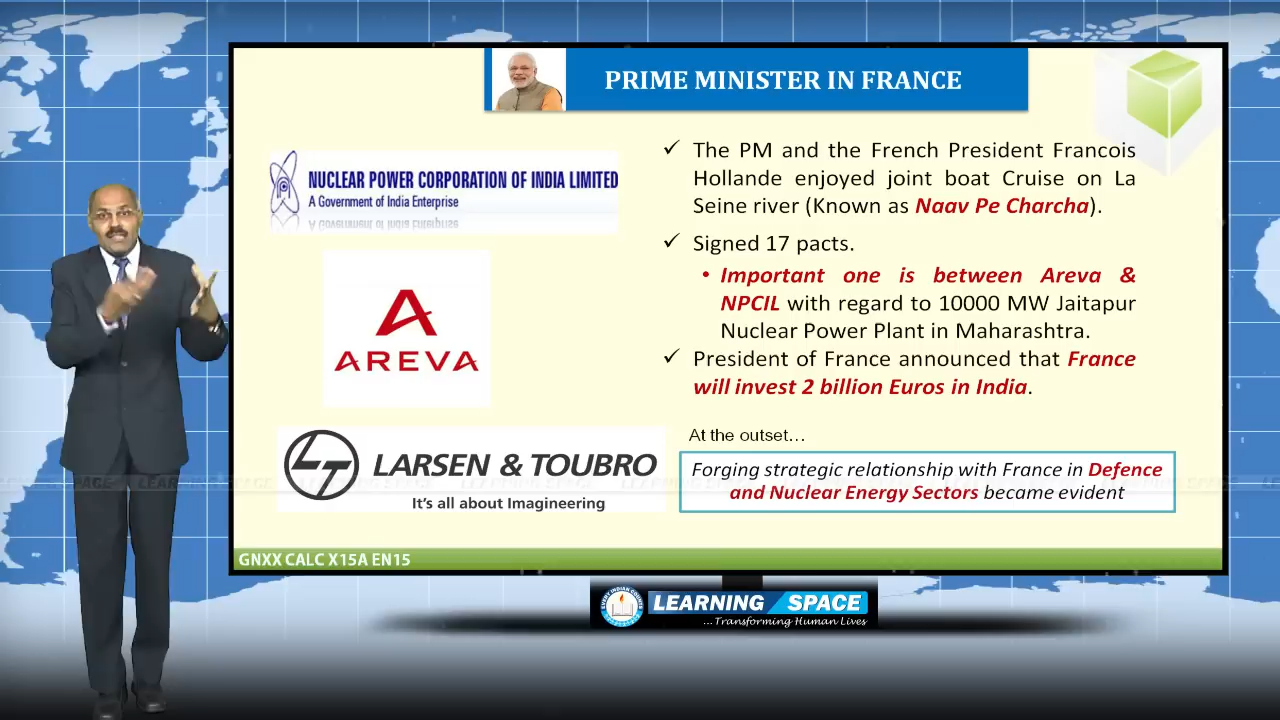 PRIME MINISTER IN FRANCE
NUCLEAR POWER CORPORATION OF INDIA LIMITED
A Government of India Enterprise
AREVA
LARSEN & TOUBRO
It's all about Imagineering
✓ The PM and the French President Francois
Hollande enjoyed joint boat Cruise on La
Seine river (Known as Naav Pe Charcha).
✓ Signed 17 pacts.
• Important one is between Areva &
NPCIL with regard to 10000 MW Jaitapur
Nuclear Power Plant in Maharashtra.
✓ President of France announced that France
will invest 2 billion Euros in India.
At the outset...
Forging strategic relationship with France in Defence
and Nuclear Energy Sectors became evident
GNXX CALC X15A EN15
LEARNING SPACE
...Transforming Human Lives